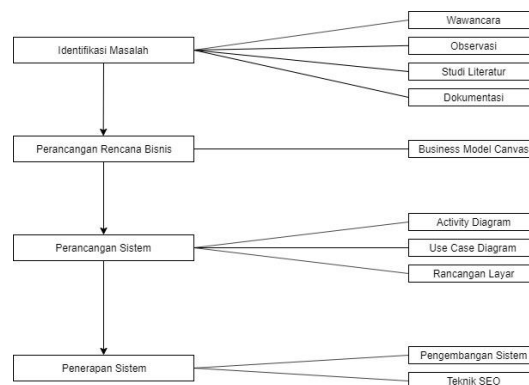 Wawancara
Identifikasi Masalah
Observasi
Studi Literatur
Dokumentasi
Perancangan Rencana Bisnis
Business Model Canvas
Activity Diagram
Perancangan Sistem
Use Case Diagram
Rancangan Layar
Pengembangan Sistem
Penerapan Sistem
Teknik SEO